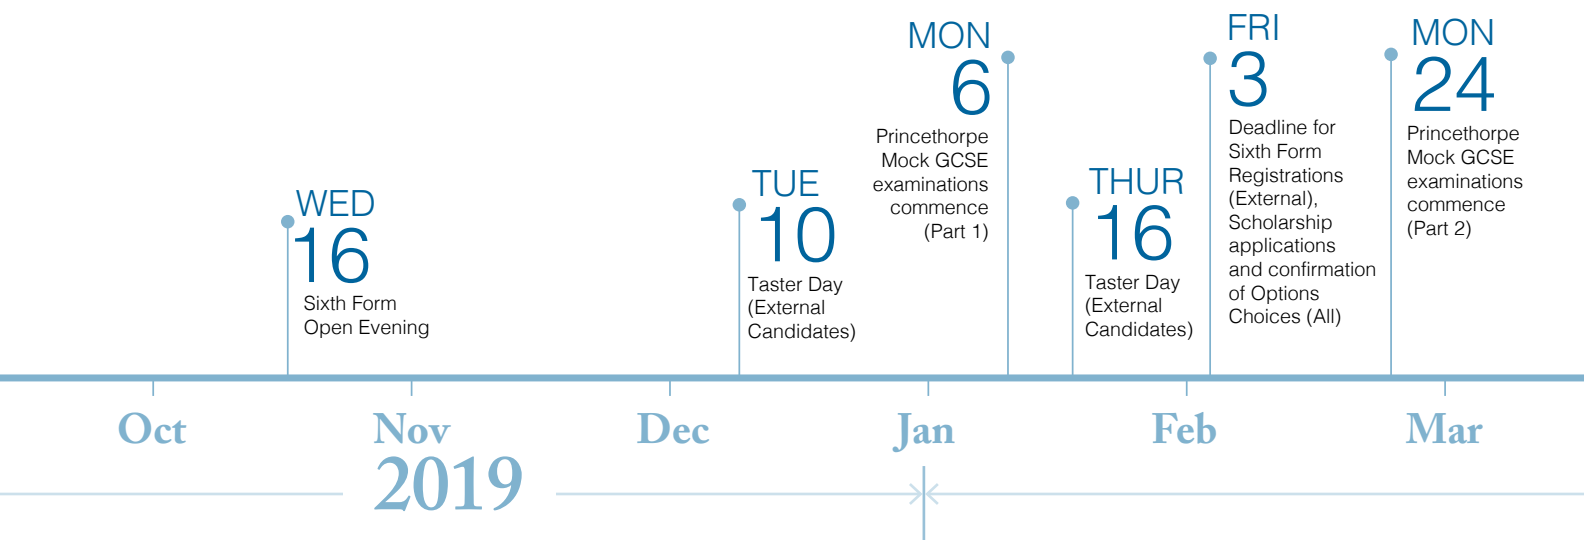 WED
16
Sixth Form
Open Evening
TUE
10
Taster Day
(External
Candidates)
MON
6
Princethorpe
Mock GCSE
examinations
commence
(Part 1)
THUR
16
Taster Day
(External
Candidates)
FRI
3
Deadline for
Sixth Form
Registrations
(External),
Scholarship
applications
and confirmation
of Options
Choices (All)
MON
24
Princethorpe
Mock GCSE
examinations
commence
(Part 2)
Oct
Nov
Dec
Jan
Feb
Mar
2019